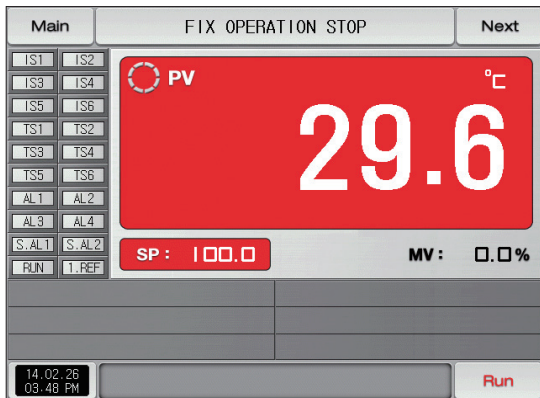 Main FIX OPERATION STOP Next
IS1 IS2
IS3 IS4
IS5 IS6
TS1 TS2
TS3 TS4
TS5 TS6
AL1 AL2
AL3 AL4
S.AL1 S.AL2
RUN 1.REF
PV °C
29.6
SP : 100.0 MV : 0.0%
14.02.26
03:48 PM
Run